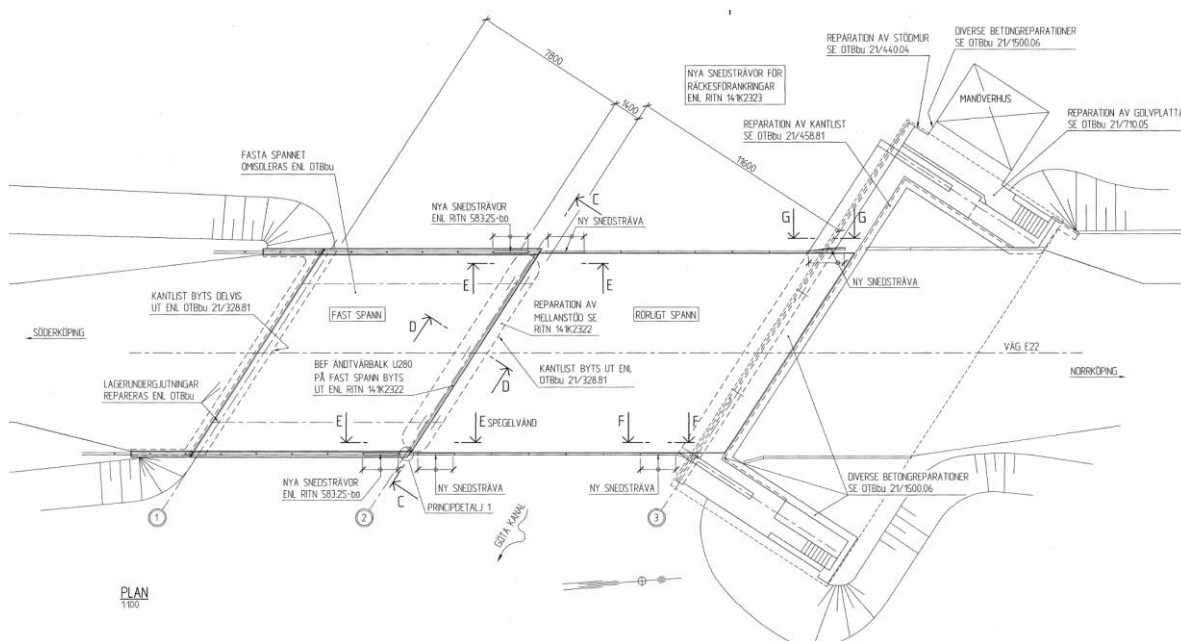 7800
1400
11600
NYA SNEDSTRÄVOR FÖR
RÄCKESFÖRANKRINGAR
ENL RITN 141K2323
REPARATION AV STÖDMUR
SE OTBbu 21/440.04
DIVERSE BETONGREPARATIONER
SE OTBbu 21/1500.06
MANÖVERHUS
REPARATION AV GOLVPLATTA
SE OTBbu 21/710.05
REPARATION AV KANTLIST
SE OTBbu 21/458.81
FASTA SPANNET
OMISOLERAS ENL OTBbu
NYA SNEDSTRÄVOR
ENL RITN 583:2S-bö
C
NY SNEDSTRÄVA
G
G
E
E
NY SNEDSTRÄVA
KANTLIST BYTS DELVIS
UT ENL OTBbu 21/328.81
FAST SPANN
REPARATION AV
MELLANSTÖD SE
RITN 141K2322
RÖRLIGT SPANN
D
SÖDERKÖPING
VÄG E22
BEF ÄNDTVÄRBALK U280
PÅ FAST SPANN BYTS
UT ENL RITN 141K2322
D
KANTLIST BYTS UT ENL
OTBbu 21/328.81
NORRKÖPING
LAGERUNDERGJUTNINGAR
REPARERAS ENL OTBbu
E
E SPEGELVÄND
F
F
NYA SNEDSTRÄVOR
ENL RITN 583:2S-bö
NY SNEDSTRÄVA
NY SNEDSTRÄVA
DIVERSE BETONGREPARATIONER
SE OTBbu 21/1500.06
C
PRINCIPDETALJ 1
1
2
3
GÖTA KANAL
PLAN
1:100